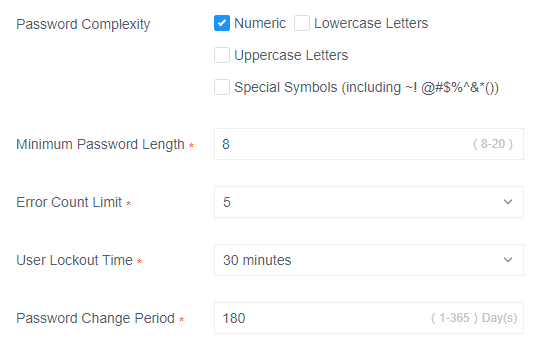 Password Complexity Numeric Lowercase Letters
Uppercase Letters
Special Symbols (including ~! @#$%^&*())
Minimum Password Length * 8 ( 8-20 )
Error Count Limit * 5
User Lockout Time * 30 minutes
Password Change Period * 180 ( 1-365 ) Day(s)